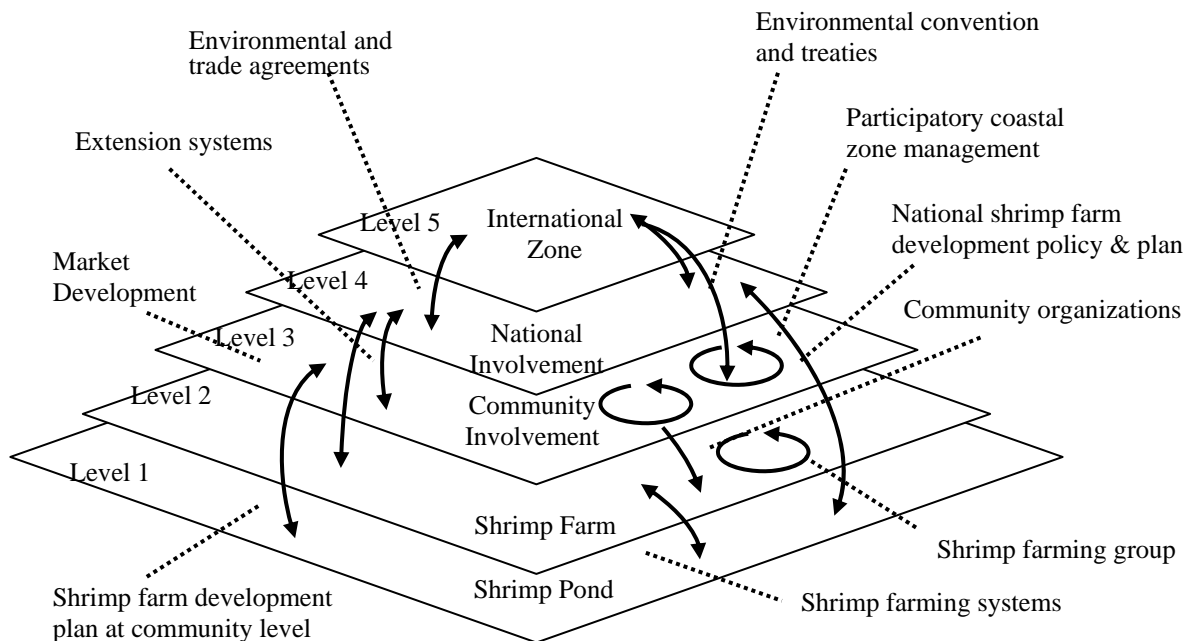 Environmental and
trade agreements
Environmental convention
and treaties
Extension systems
Participatory coastal
zone management
Level 5
International
Zone
National shrimp farm
development policy & plan
Market
Development
Level 4
Community organizations
Level 3
National
Involvement
Level 2
Community
Involvement
Level 1
Shrimp Farm
Shrimp farming group
Shrimp Pond
Shrimp farm development
plan at community level
Shrimp farming systems